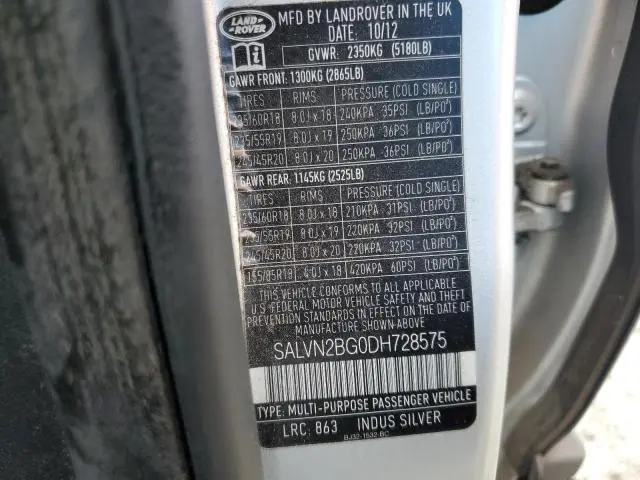 LAND ROVER
MFD BY LANDROVER IN THE UK
DATE: 10/12
GVWR: 2350KG (5180LB)
GAWR FRONT: 1300KG (2865LB)
TIRES RIMS PRESSURE (COLD SINGLE)
235/60R18 8.0J x 18 240KPA 35PSI (LB/PO²)
245/55R19 8.0J x 19 250KPA 36PSI (LB/PO²)
245/45R20 8.0J x 20 250KPA 36PSI (LB/PO²)
GAWR REAR: 1145KG (2525LB)
TIRES RIMS PRESSURE (COLD SINGLE)
235/60R18 8.0J x 18 210KPA 31PSI (LB/PO²)
245/55R19 8.0J x 19 220KPA 32PSI (LB/PO²)
245/45R20 8.0J x 20 220KPA 32PSI (LB/PO²)
155/85R18 4.0J x 18 420KPA 60PSI (LB/PO²)
THIS VEHICLE CONFORMS TO ALL APPLICABLE
U.S. FEDERAL MOTOR VEHICLE SAFETY AND THEFT
PREVENTION STANDARDS IN EFFECT ON THE DATE OF
MANUFACTURE SHOWN ABOVE
SALVN2BG0DH728575
TYPE: MULTI-PURPOSE PASSENGER VEHICLE
LRC: 863 INDUS SILVER
BJ32-1532-BC